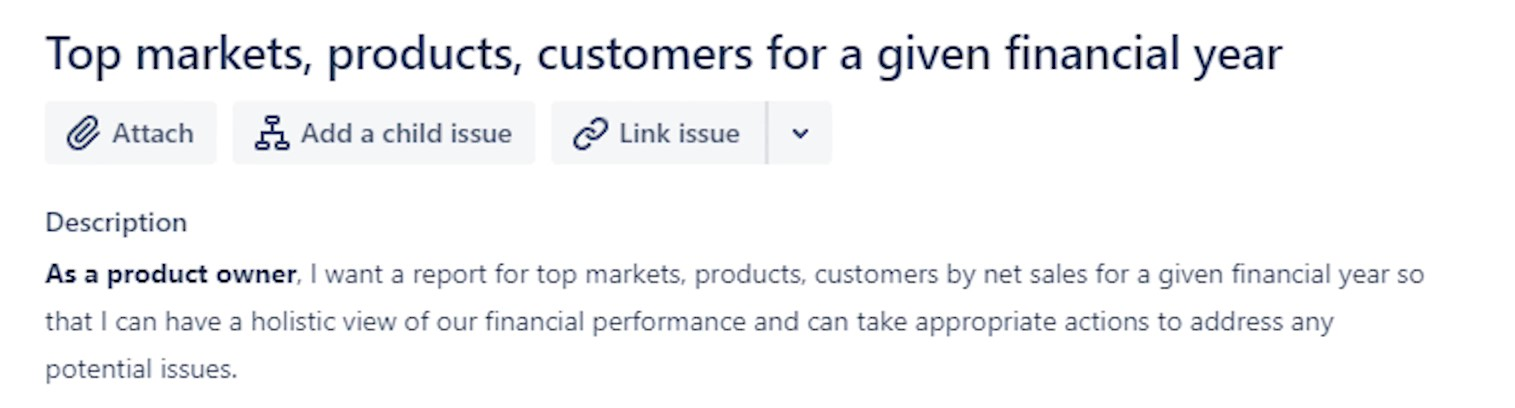 Top markets, products, customers for a given financial year
Attach Add a child issue Link issue
Description
As a product owner, I want a report for top markets, products, customers by net sales for a given financial year so
that I can have a holistic view of our financial performance and can take appropriate actions to address any
potential issues.